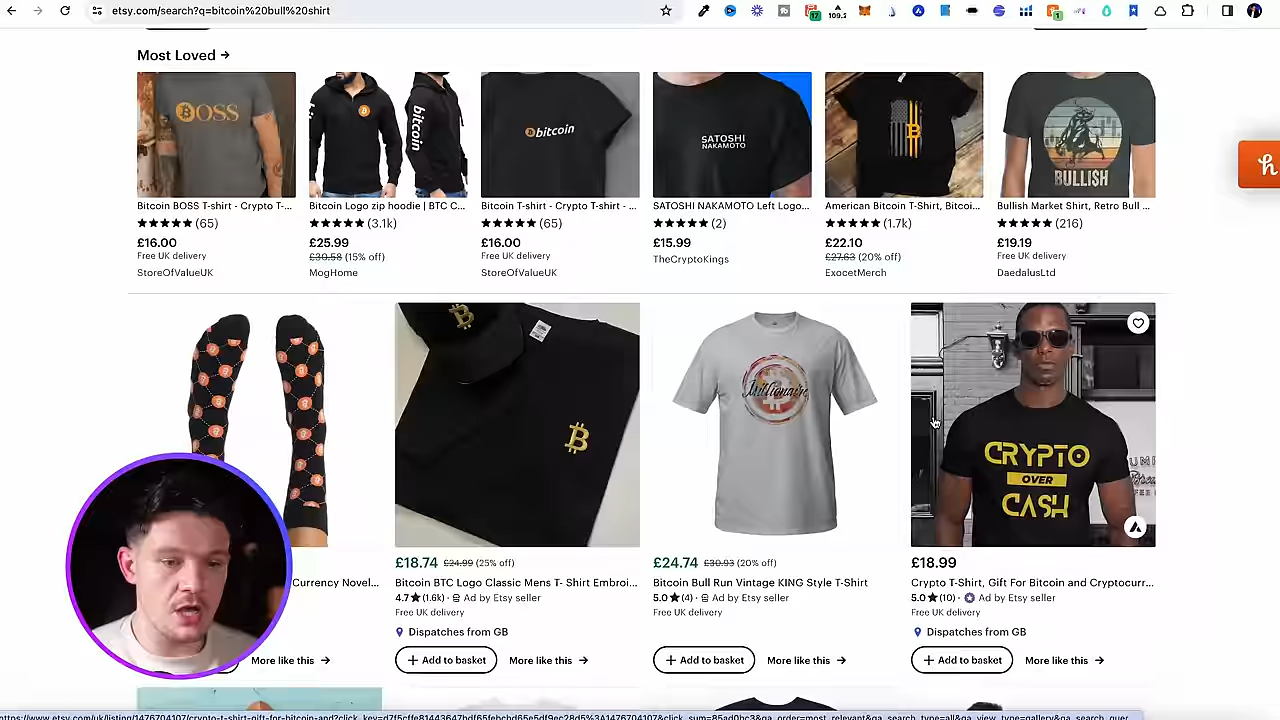 etsy.com/search?q=bitcoin%20bull%20shirt
17
109.2
1
Most Loved →
BOSS
bitcoin
bitcoin
SATOSHI
NAKAMOTO
BULLISH
Bitcoin BOSS T-shirt - Crypto T-...
Bitcoin Logo zip hoodie | BTC C...
Bitcoin T-shirt - Crypto T-shirt - ...
SATOSHI NAKAMOTO Left Logo...
American Bitcoin T-Shirt, Bitcoi...
Bullish Market Shirt, Retro Bull ...
★★★★★ (65)
★★★★★ (3.1k)
★★★★★ (65)
★★★★★ (2)
★★★★★ (1.7k)
★★★★★ (216)
£16.00
£25.99
£16.00
£15.99
£22.10
£19.19
Free UK delivery
£30.58 (15% off)
Free UK delivery
TheCryptoKings
£27.63 (20% off)
Free UK delivery
StoreOfValueUK
MogHome
StoreOfValueUK
ExocetMerch
DaedalusLtd
Millionaire
CRYPTO
OVER
CASH
£18.74 £24.99 (25% off)
£24.74 £30.93 (20% off)
£18.99
Currency Novel...
Bitcoin BTC Logo Classic Mens T- Shirt Embroi...
Bitcoin Bull Run Vintage KING Style T-Shirt
Crypto T-Shirt, Gift For Bitcoin and Cryptocurr...
4.7★(1.6k) · Ad by Etsy seller
5.0★(4) · Ad by Etsy seller
5.0★(10) · Ad by Etsy seller
Free UK delivery
Free UK delivery
Free UK delivery
Dispatches from GB
Dispatches from GB
More like this →
+ Add to basket
More like this →
+ Add to basket
More like this →
+ Add to basket
More like this →